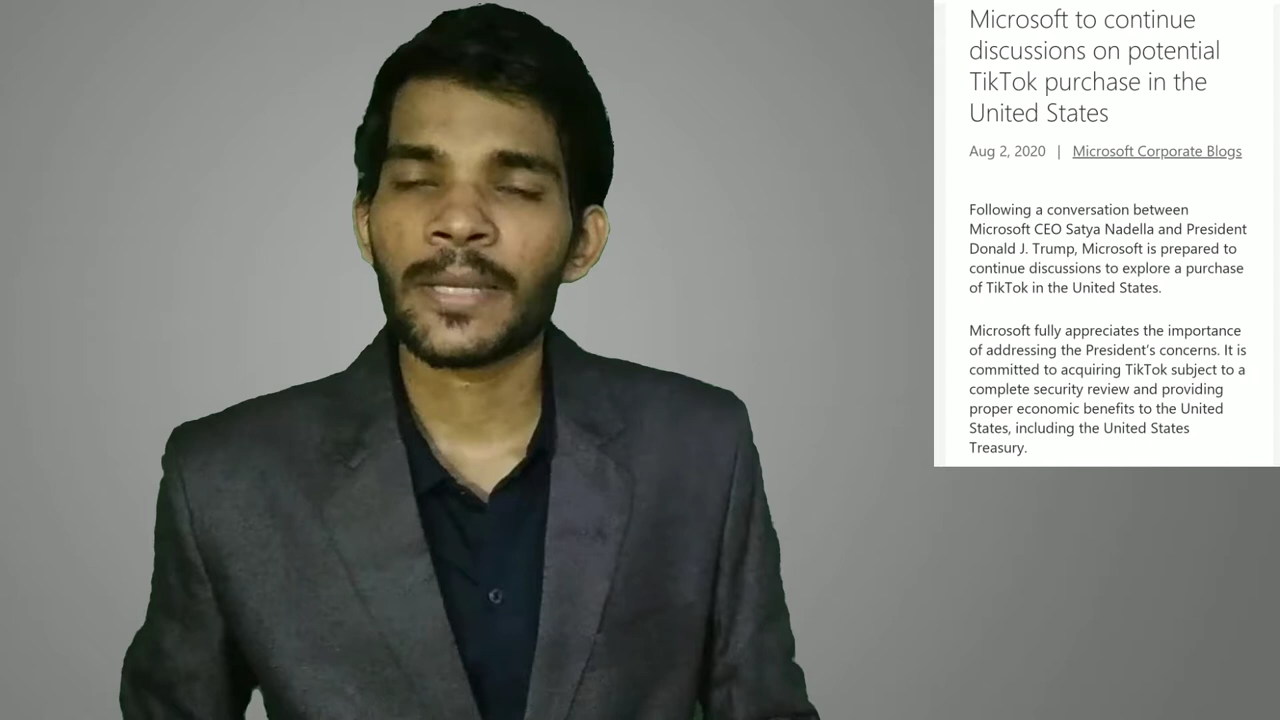 Microsoft to continue
discussions on potential
TikTok purchase in the
United States
Aug 2, 2020 | Microsoft Corporate Blogs
Following a conversation between
Microsoft CEO Satya Nadella and President
Donald J. Trump, Microsoft is prepared to
continue discussions to explore a purchase
of TikTok in the United States.
Microsoft fully appreciates the importance
of addressing the President’s concerns. It is
committed to acquiring TikTok subject to a
complete security review and providing
proper economic benefits to the United
States, including the United States
Treasury.